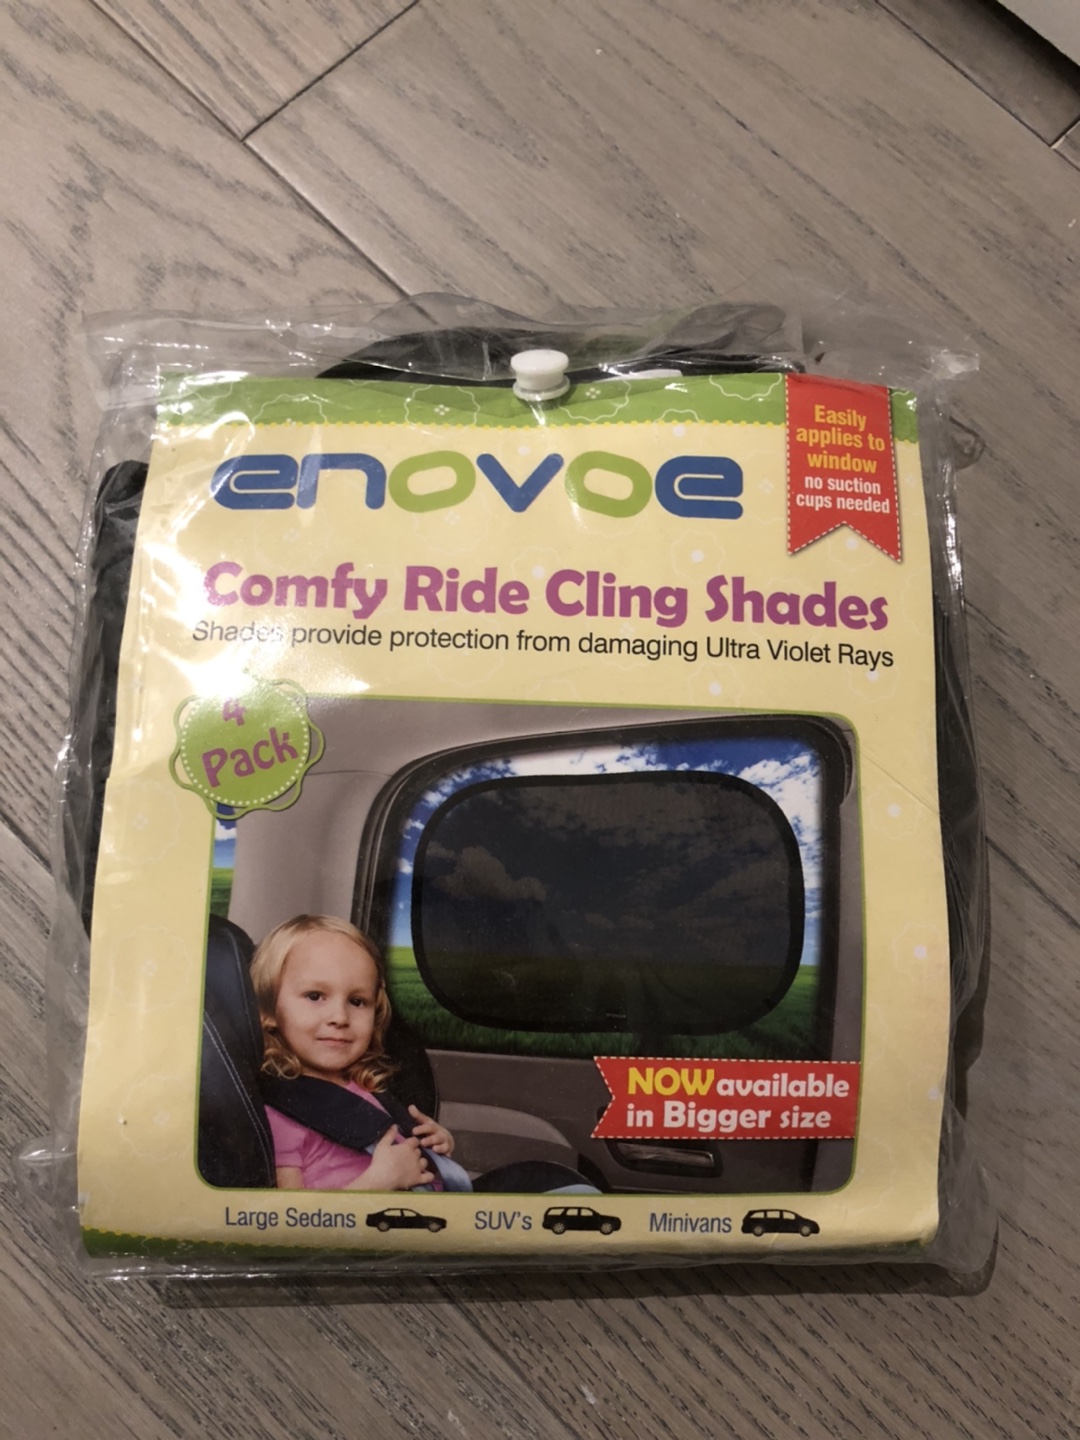 enovoe
Easily
applies to
window
no suction
cups needed
Comfy Ride Cling Shades
Shades provide protection from damaging Ultra Violet Rays
4
Pack
NOW available
in Bigger size
Large Sedans SUV's Minivans